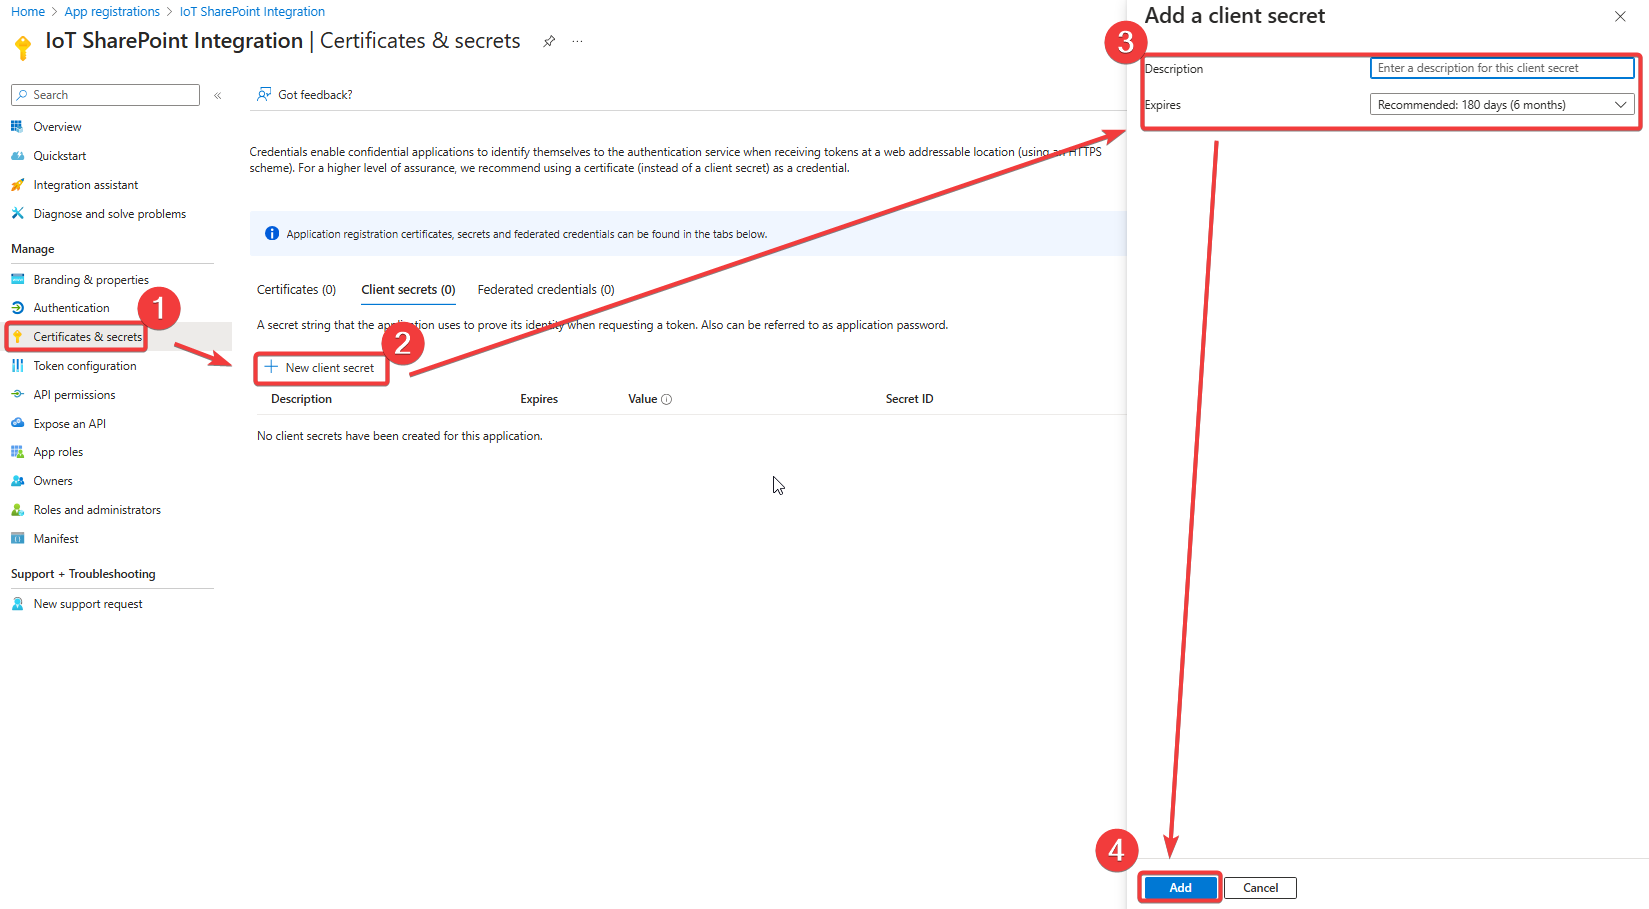 Home > App registrations > IoT SharePoint Integration
IoT SharePoint Integration | Certificates & secrets
Search
Overview
Quickstart
Integration assistant
Diagnose and solve problems
Manage
Branding & properties
Authentication
1
Certificates & secrets
Token configuration
API permissions
Expose an API
App roles
Owners
Roles and administrators
Manifest
Support + Troubleshooting
New support request
Got feedback?
Credentials enable confidential applications to identify themselves to the authentication service when receiving tokens at a web addressable location (using an HTTPS
scheme). For a higher level of assurance, we recommend using a certificate (instead of a client secret) as a credential.
Application registration certificates, secrets and federated credentials can be found in the tabs below.
Certificates (0) Client secrets (0) Federated credentials (0)
A secret string that the application uses to prove its identity when requesting a token. Also can be referred to as application password.
2
New client secret
Description Expires Value Secret ID
No client secrets have been created for this application.
Add a client secret
3
Description Enter a description for this client secret
Expires Recommended: 180 days (6 months)
4
Add Cancel